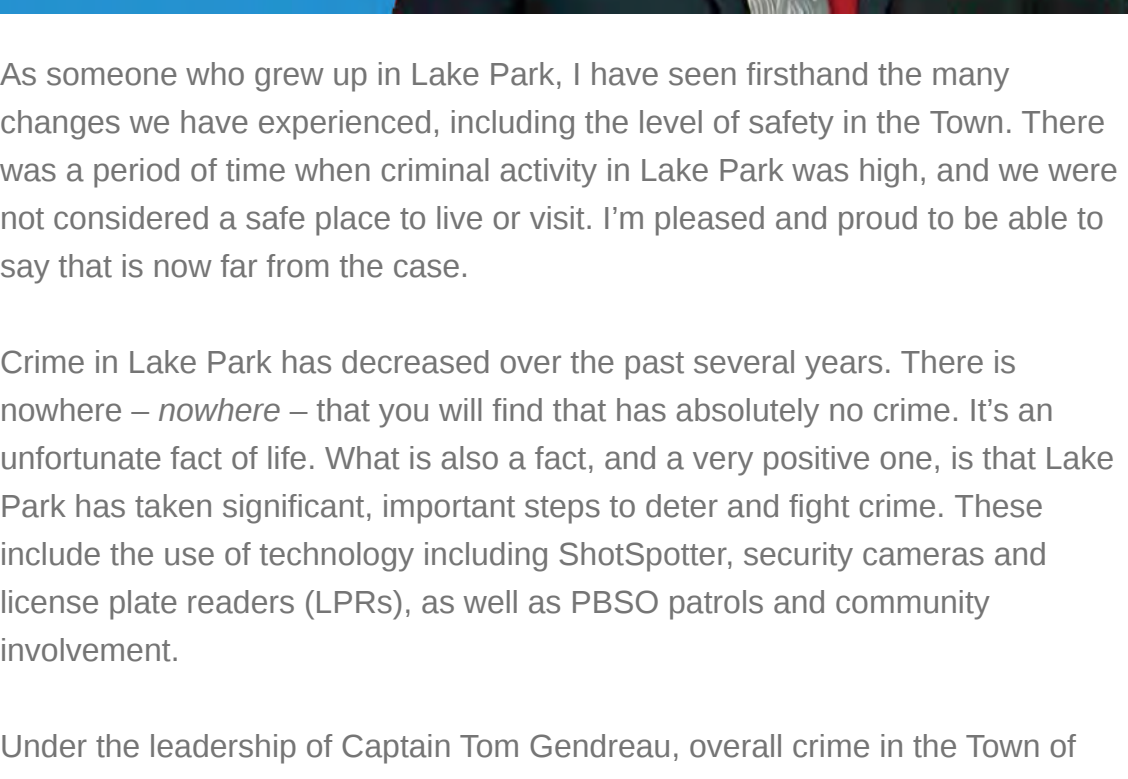 As someone who grew up in Lake Park, I have seen firsthand the many
changes we have experienced, including the level of safety in the Town. There
was a period of time when criminal activity in Lake Park was high, and we were
not considered a safe place to live or visit. I’m pleased and proud to be able to
say that is now far from the case.
Crime in Lake Park has decreased over the past several years. There is
nowhere – nowhere – that you will find that has absolutely no crime. It’s an
unfortunate fact of life. What is also a fact, and a very positive one, is that Lake
Park has taken significant, important steps to deter and fight crime. These
include the use of technology including ShotSpotter, security cameras and
license plate readers (LPRs), as well as PBSO patrols and community
involvement.
Under the leadership of Captain Tom Gendreau, overall crime in the Town of